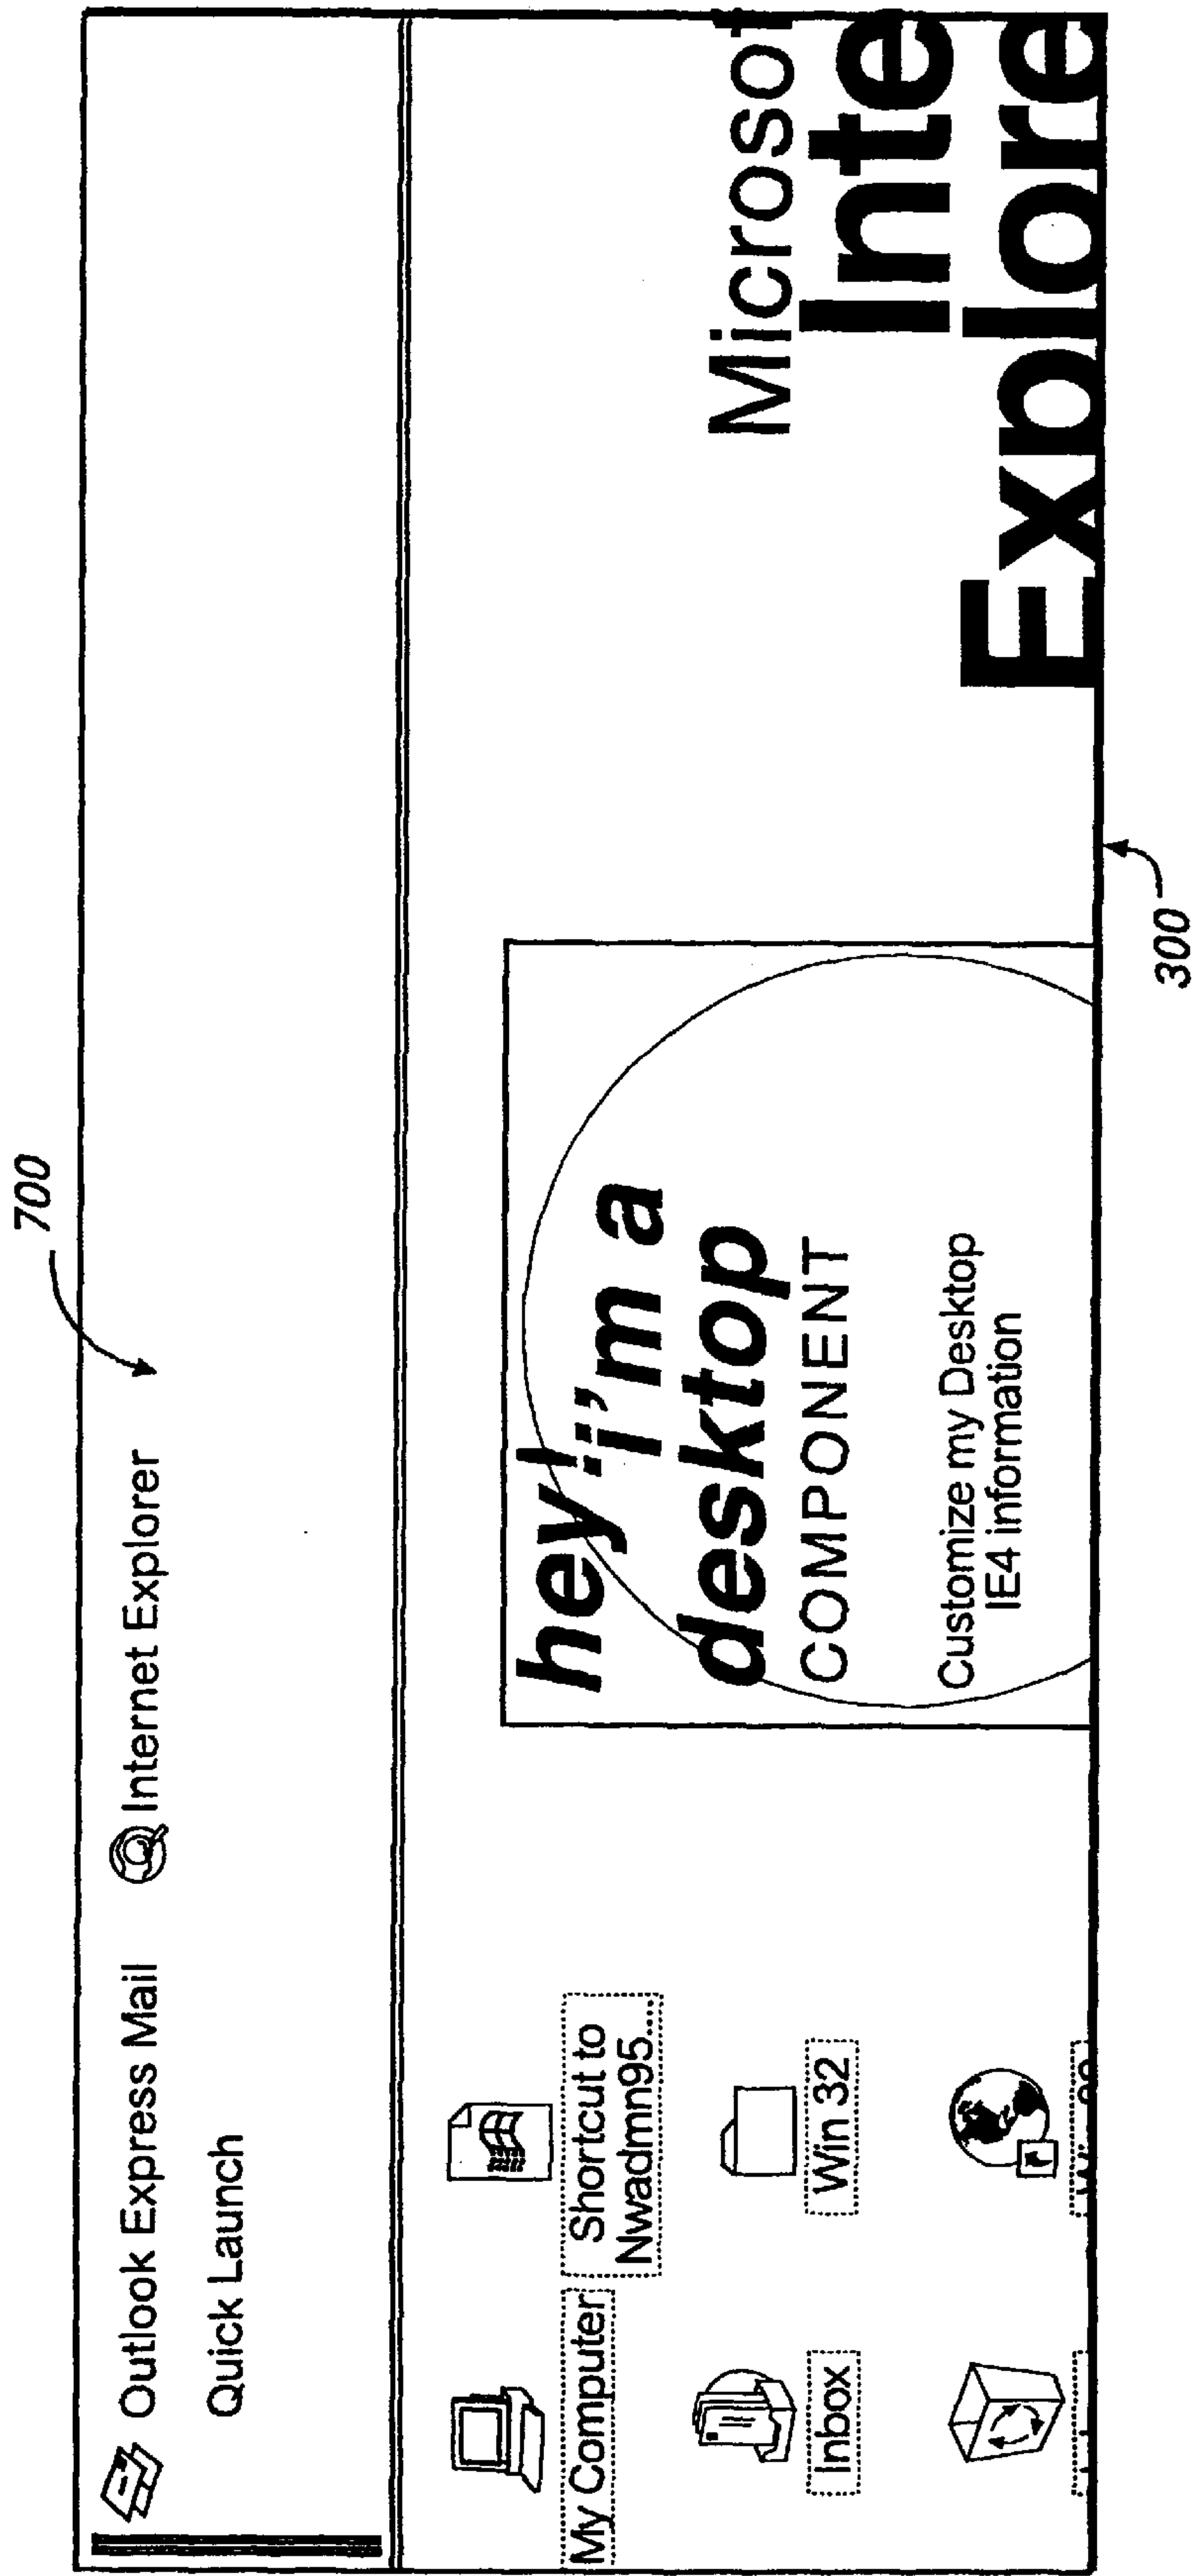 700
Outlook Express Mail
Internet Explorer
Quick Launch
My Computer
Shortcut to
Nwadmn95...
hey! i'm a
desktop
COMPONENT
Microsof
Inte
Explore
Inbox
Win 32
Customize my Desktop
IE4 information
300